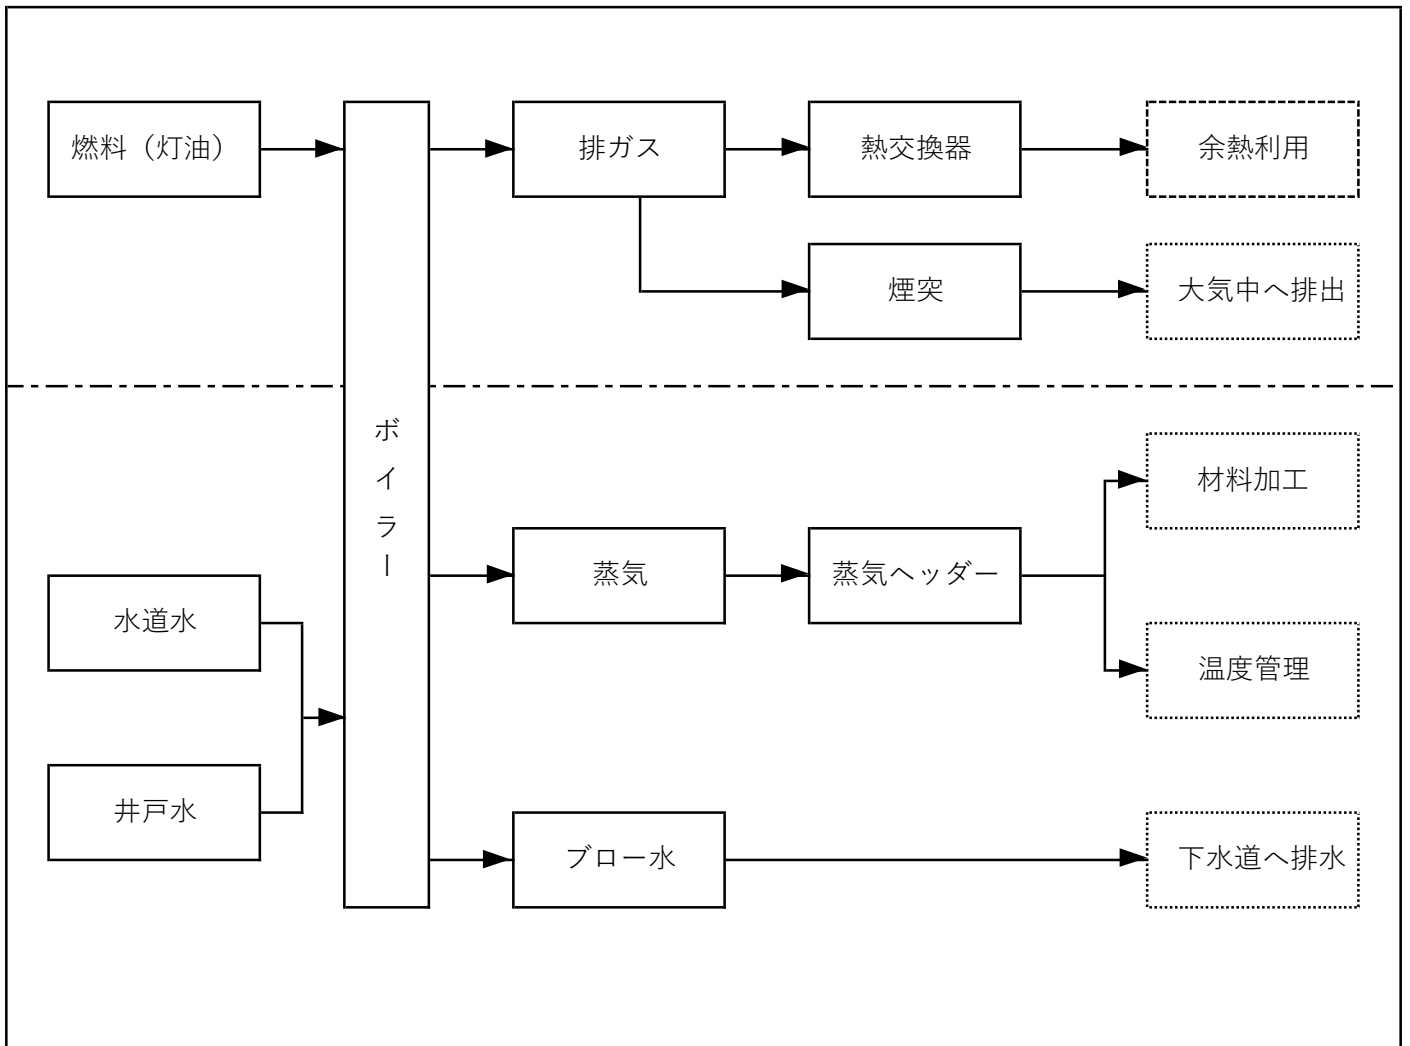 燃料（灯油）
排ガス
熱交換器
余熱利用
煙突
大気中へ排出
ボイラー
材料加工
蒸気
蒸気ヘッダー
水道水
温度管理
井戸水
ブロー水
下水道へ排水